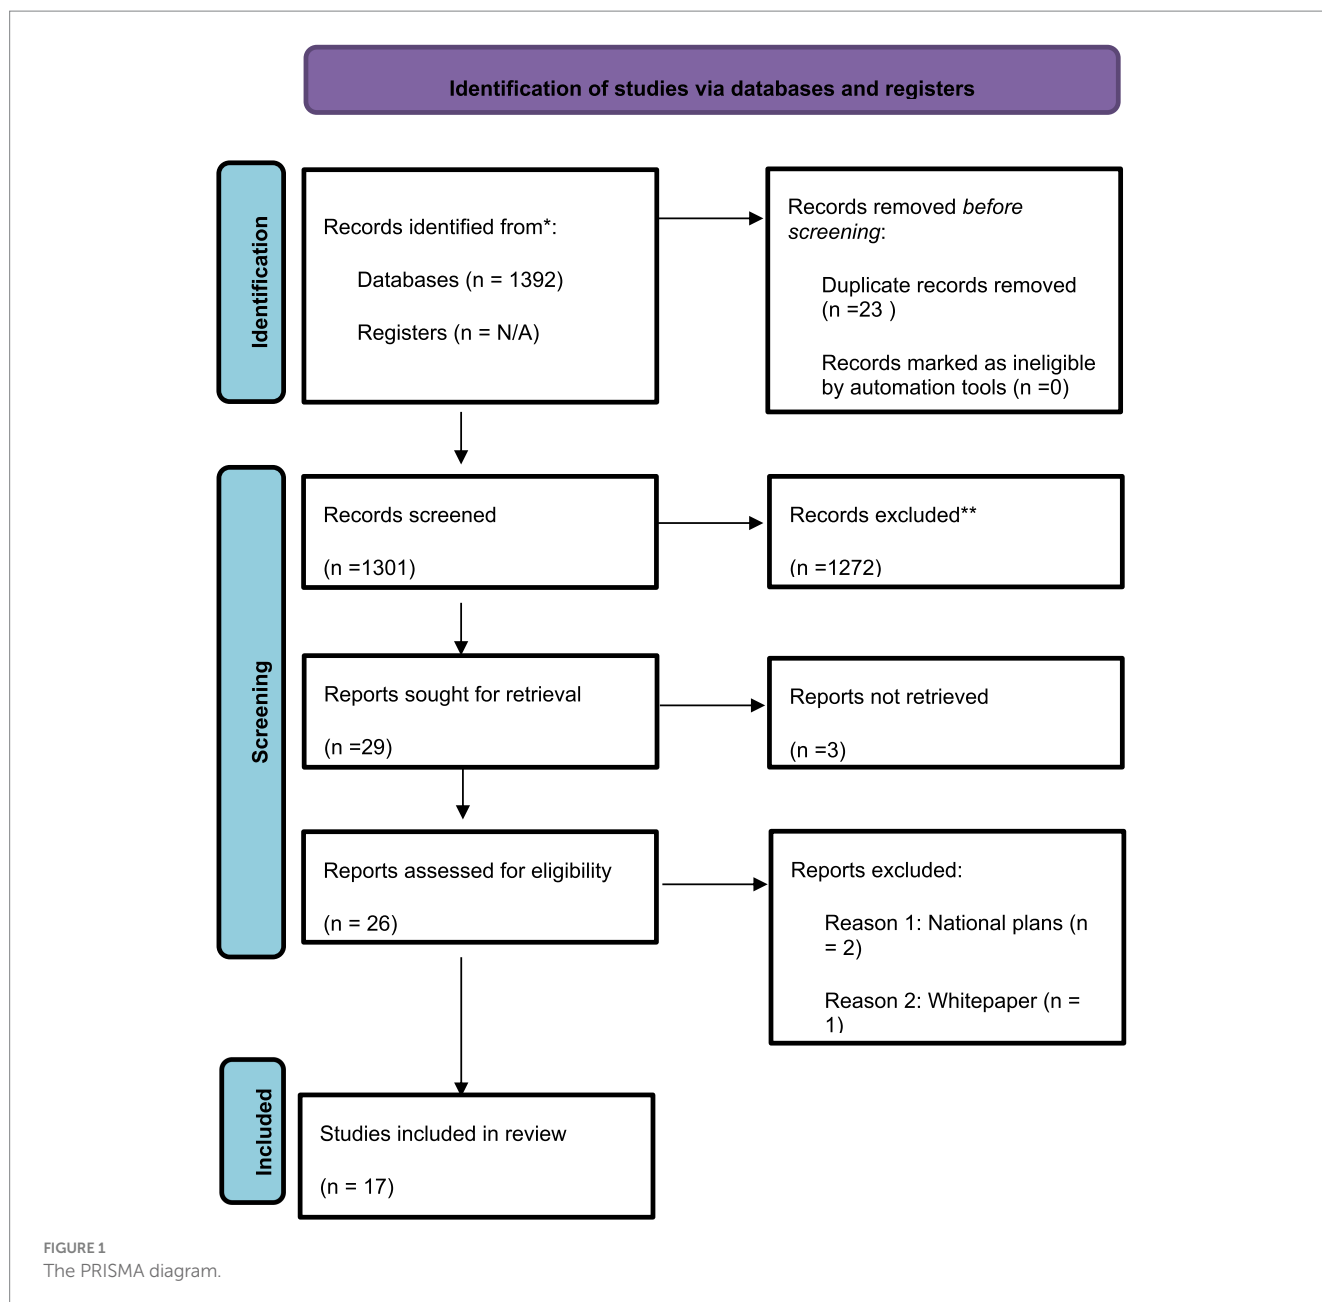 Identification of studies via databases and registers
Identification
Records identified from*:
Databases (n = 1392)
Registers (n = N/A)
Records removed before
screening:
Duplicate records removed
(n =23 )
Records marked as ineligible
by automation tools (n =0)
Screening
Records screened
(n =1301)
Records excluded**
(n =1272)
Reports sought for retrieval
(n =29)
Reports not retrieved
(n =3)
Reports assessed for eligibility
(n = 26)
Reports excluded:
Reason 1: National plans (n
= 2)
Reason 2: Whitepaper (n =
1)
Included
Studies included in review
(n = 17)
FIGURE 1
The PRISMA diagram.